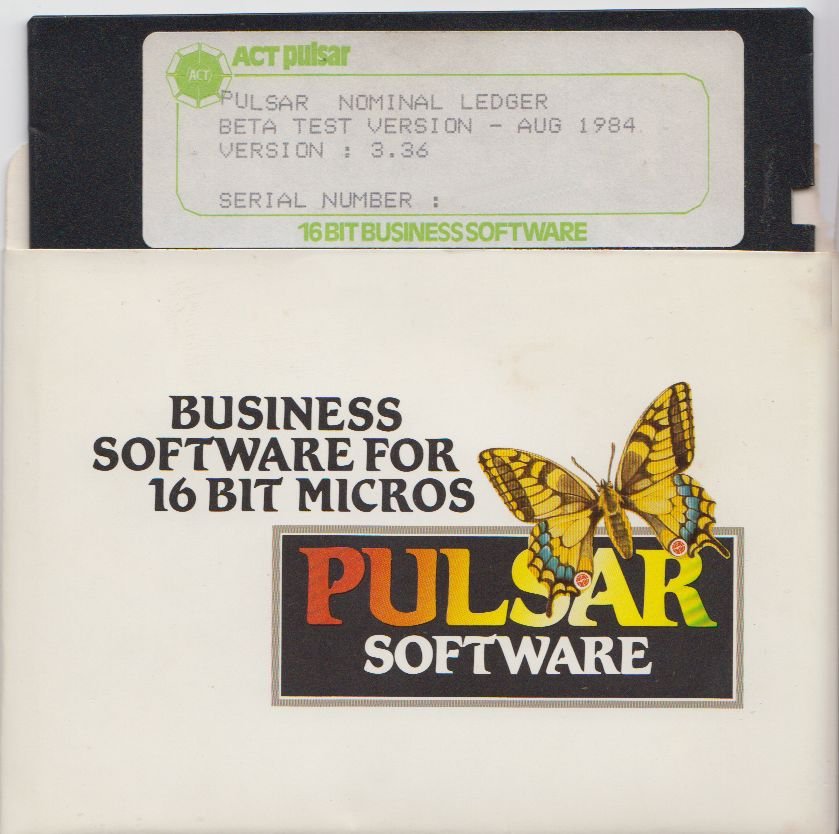 ACT pulsar
ACT
PULSAR NOMINAL LEDGER
BETA TEST VERSION - AUG 1984
VERSION : 3.36
SERIAL NUMBER :
16 BIT BUSINESS SOFTWARE
BUSINESS
SOFTWARE FOR
16 BIT MICROS
PULSAR
SOFTWARE